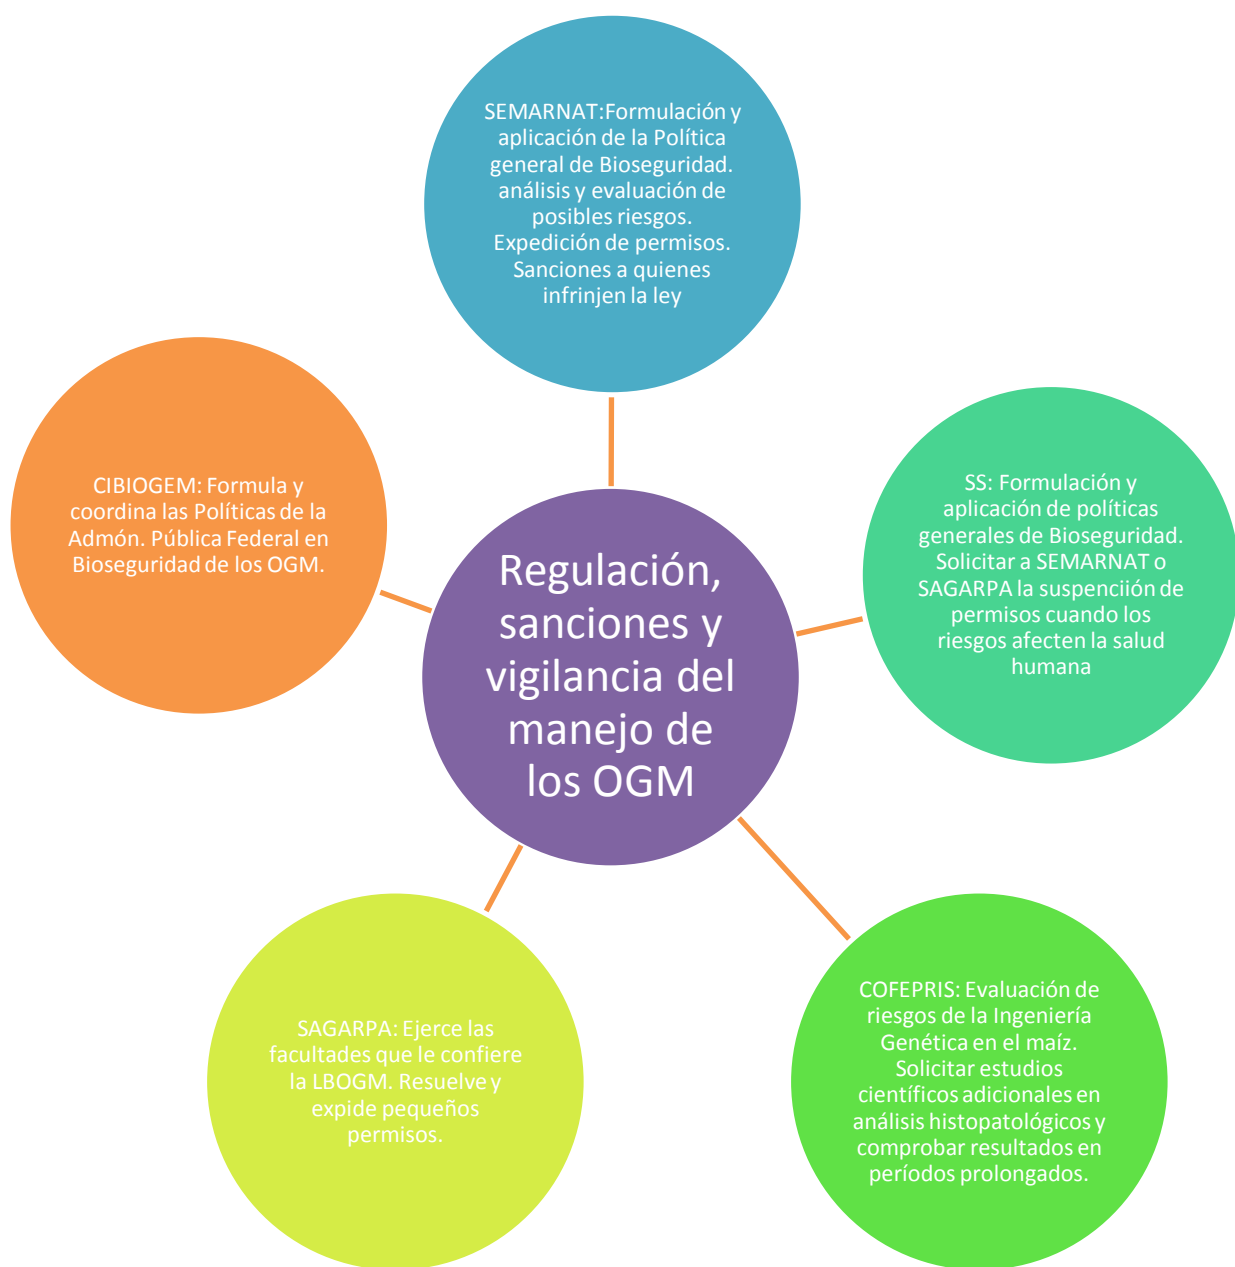 SEMARNAT:Formulación y
aplicación de la Política
general de Bioseguridad.
análisis y evaluación de
posibles riesgos.
Expedición de permisos.
Sanciones a quienes
infrinjen la ley
CIBIOGEM: Formula y
coordina las Políticas de la
Admón. Pública Federal en
Bioseguridad de los OGM.
SS: Formulación y
aplicación de políticas
generales de Bioseguridad.
Solicitar a SEMARNAT o
SAGARPA la suspenciión de
permisos cuando los
riesgos afecten la salud
humana
Regulación,
sanciones y
vigilancia del
manejo de
los OGM
SAGARPA: Ejerce las
facultades que le confiere
la LBOGM. Resuelve y
expide pequeños
permisos.
COFEPRIS: Evaluación de
riesgos de la Ingeniería
Genética en el maíz.
Solicitar estudios
científicos adicionales en
análisis histopatológicos y
comprobar resultados en
períodos prolongados.